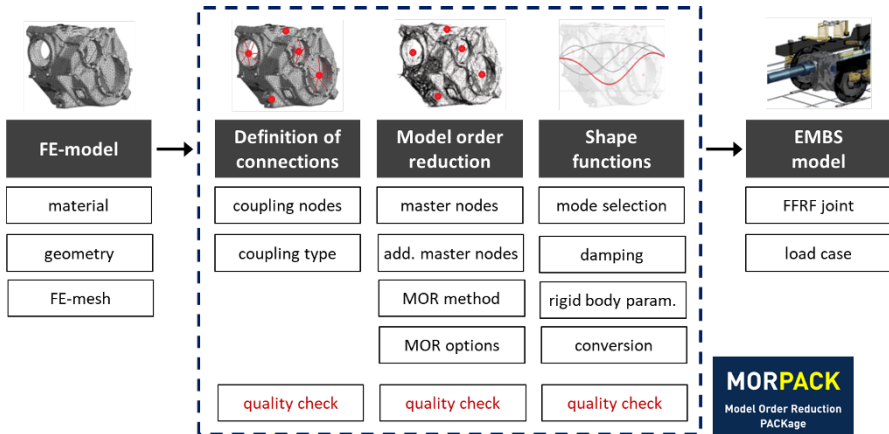 FE-model
material
geometry
FE-mesh
Definition of
connections
coupling nodes
coupling type
quality check
Model order
reduction
master nodes
add. master nodes
MOR method
MOR options
quality check
Shape
functions
mode selection
damping
rigid body param.
conversion
quality check
EMBS
model
FFRF joint
load case
MORPACK
Model Order Reduction
PACKage